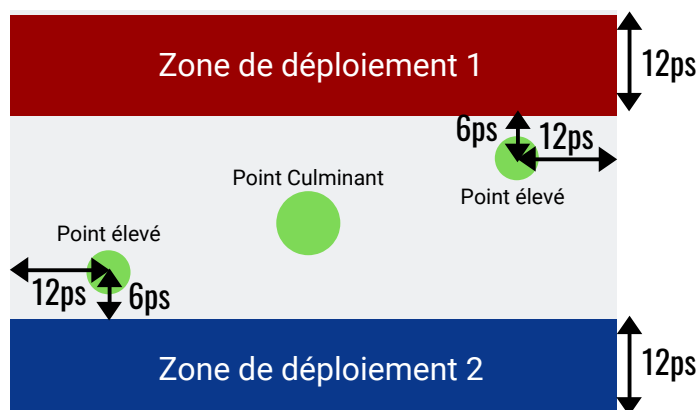 Zone de déploiement 1
12ps
6ps
12ps
Point élevé
Point Culminant
Point élevé
12ps
6ps
Zone de déploiement 2
12ps